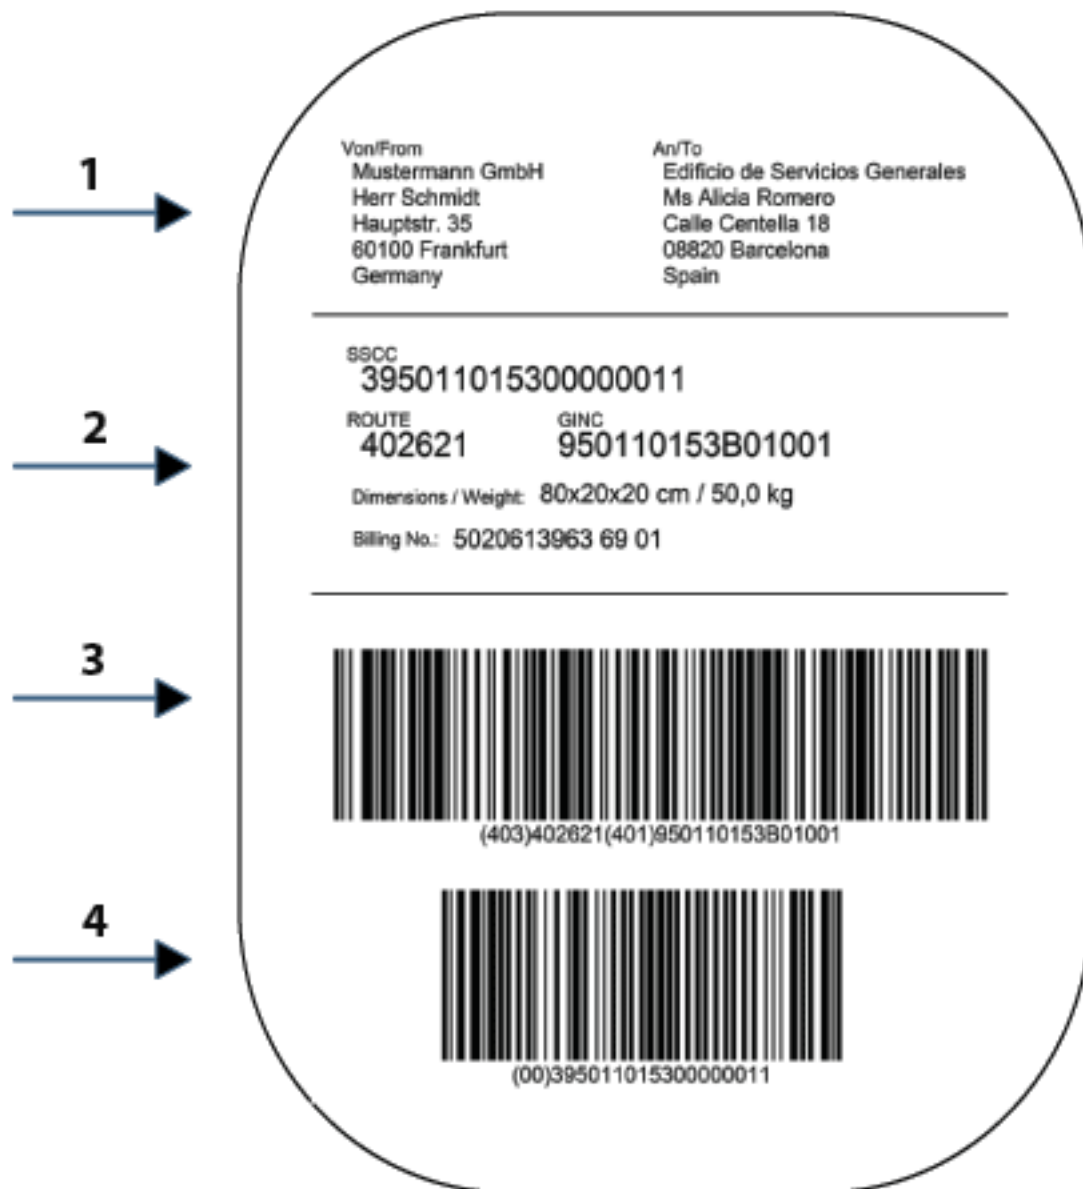 1
Von/From
Mustermann GmbH
Herr Schmidt
Hauptstr. 35
60100 Frankfurt
Germany
An/To
Edificio de Servicios Generales
Ms Alicia Romero
Calle Centella 18
08820 Barcelona
Spain
2
SSCC
395011015300000011
ROUTE
402621
GINC
950110153B01001
Dimensions / Weight: 80x20x20 cm / 50,0 kg
Billing No.: 5020613963 69 01
3
(403)402621(401)950110153B01001
4
(00)395011015300000011